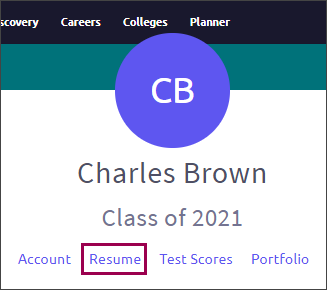 scovery Careers Colleges Planner
CB
Charles Brown
Class of 2021
Account Resume Test Scores Portfolio